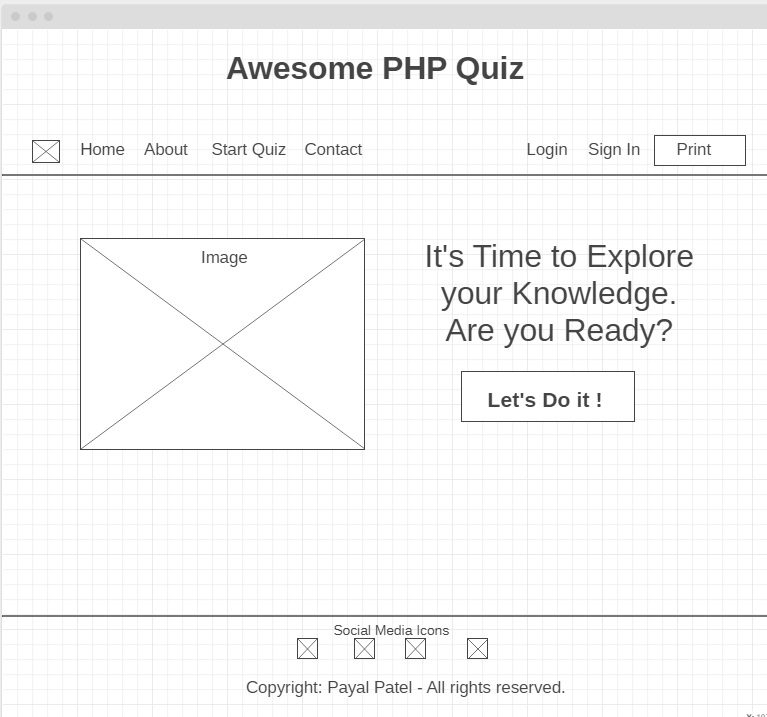 Awesome PHP Quiz
Home About Start Quiz Contact Login Sign In Print
Image
It's Time to Explore
your Knowledge.
Are you Ready?
Let's Do it !
Social Media Icons
Copyright: Payal Patel - All rights reserved.